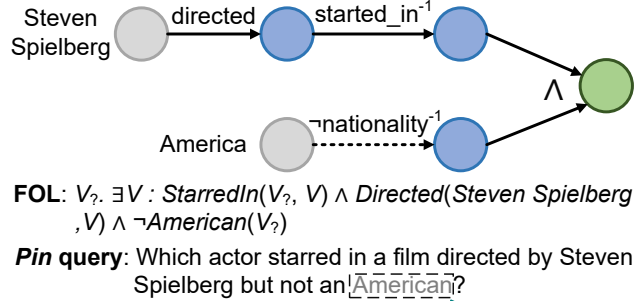 Steven
Spielberg
directed
started_in⁻¹
∧
America
¬nationality⁻¹
FOL: V?. ∃V : StarredIn(V?, V) ∧ Directed(Steven Spielberg
,V) ∧ ¬American(V?)
Pin query: Which actor starred in a film directed by Steven
Spielberg but not an American?